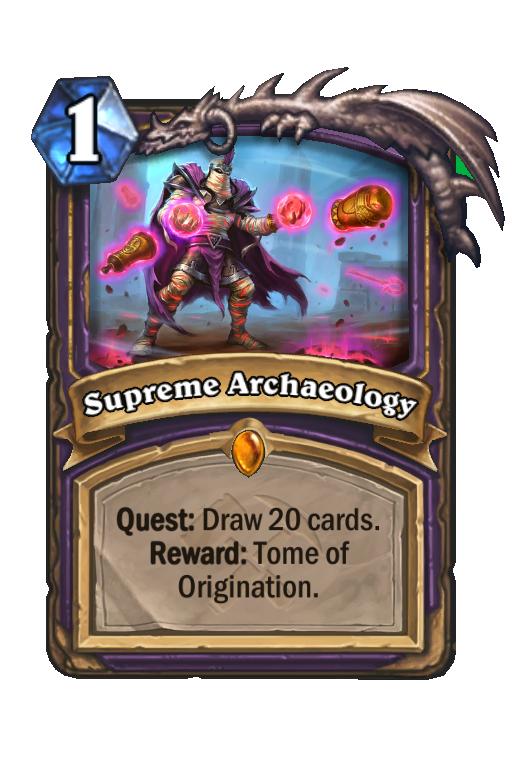 1
Supreme Archaeology
Quest: Draw 20 cards.
Reward: Tome of
Origination.